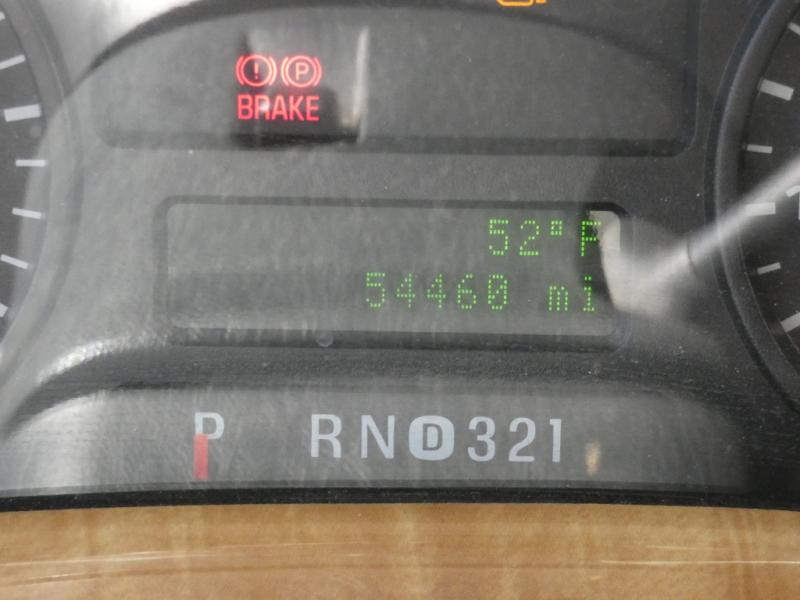 (!) (P)
BRAKE
52°F
54460 mi
P RND321